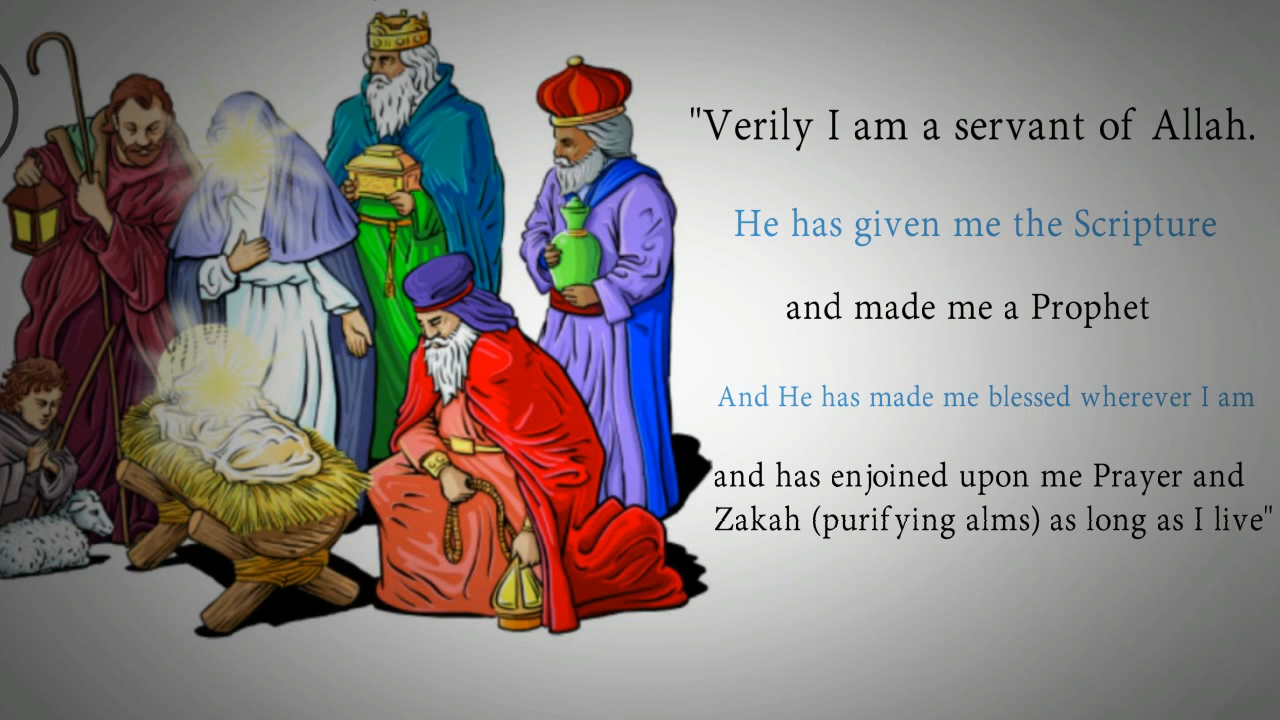 "Verily I am a servant of Allah.
He has given me the Scripture
and made me a Prophet
And He has made me blessed wherever I am
and has enjoined upon me Prayer and
Zakah (purifying alms) as long as I live"